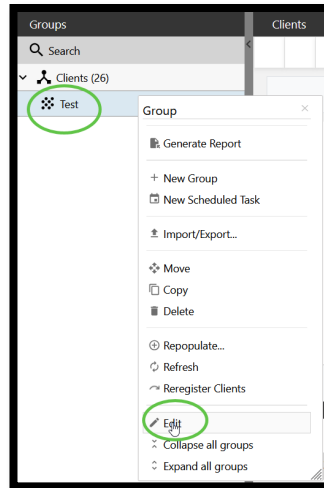 Groups
Clients
Search
Clients (26)
Test
Group
Generate Report
New Group
New Scheduled Task
Import/Export...
Move
Copy
Delete
Repopulate...
Refresh
Reregister Clients
Edit
Collapse all groups
Expand all groups